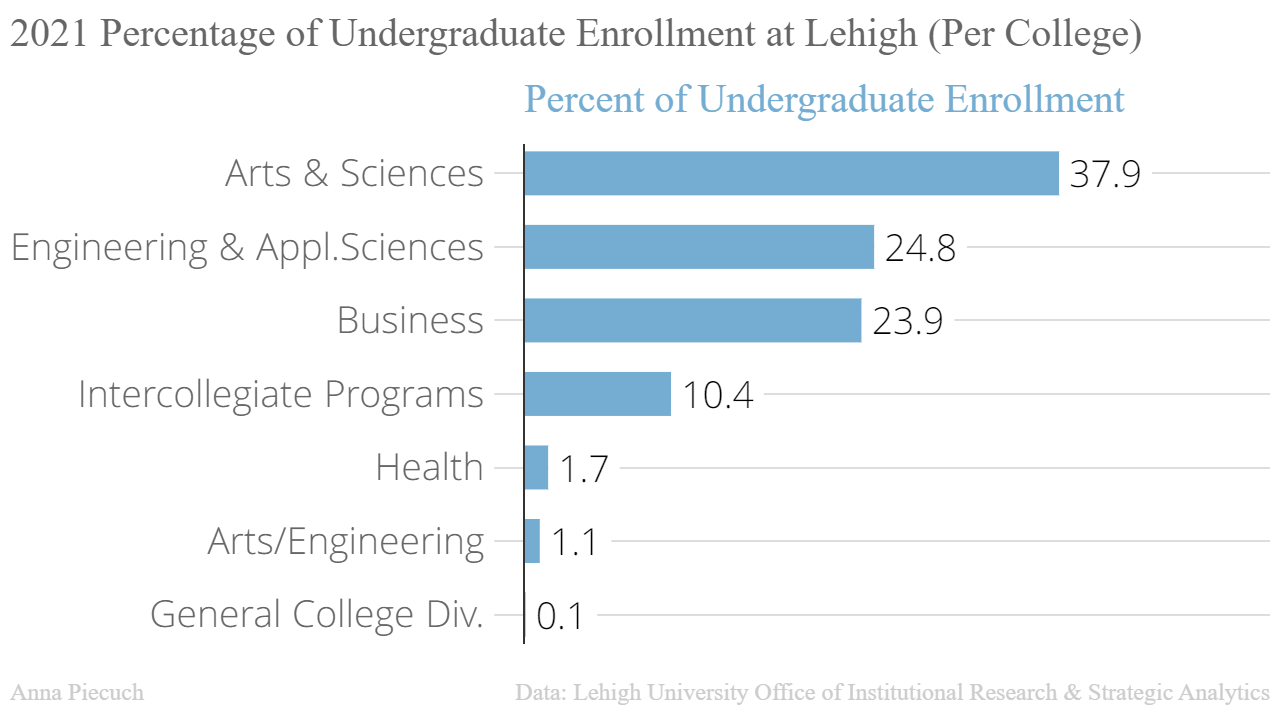 2021 Percentage of Undergraduate Enrollment at Lehigh (Per College)
Percent of Undergraduate Enrollment
Arts & Sciences 37.9
Engineering & Appl.Sciences 24.8
Business 23.9
Intercollegiate Programs 10.4
Health 1.7
Arts/Engineering 1.1
General College Div. 0.1
Anna Piecuch Data: Lehigh University Office of Institutional Research & Strategic Analytics